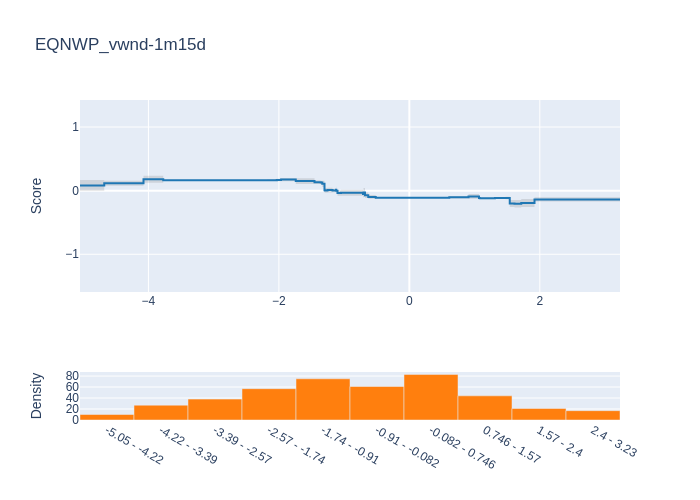 EQNWP_vwnd-1m15d
1
0
−1
Score
−4
−2
0
2
80
60
40
20
0
Density
-5.05 - -4.22
-4.22 - -3.39
-3.39 - -2.57
-2.57 - -1.74
-1.74 - -0.91
-0.91 - -0.082
-0.082 - 0.746
0.746 - 1.57
1.57 - 2.4
2.4 - 3.23